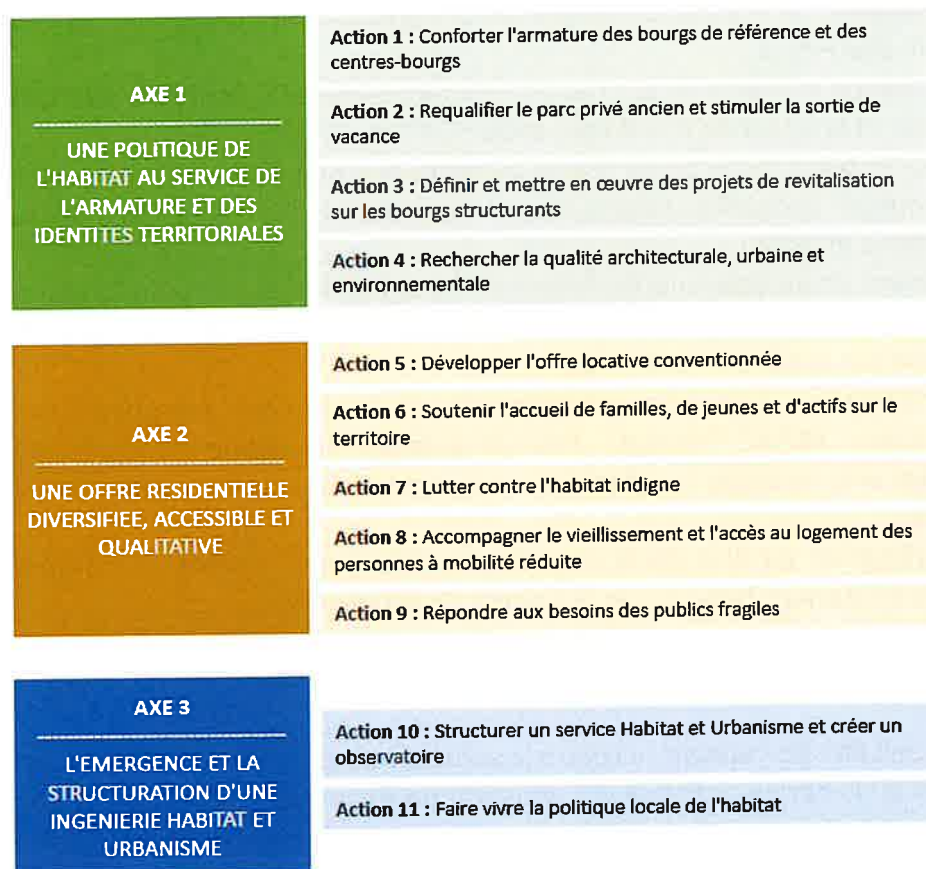 AXE 1
UNE POLITIQUE DE
L'HABITAT AU SERVICE DE
L'ARMATURE ET DES
IDENTITES TERRITORIALES
Action 1 : Conforter l'armature des bourgs de référence et des
centres-bourgs
Action 2 : Requalifier le parc privé ancien et stimuler la sortie de
vacance
Action 3 : Définir et mettre en œuvre des projets de revitalisation
sur les bourgs structurants
Action 4 : Rechercher la qualité architecturale, urbaine et
environnementale
AXE 2
UNE OFFRE RESIDENTIELLE
DIVERSIFIEE, ACCESSIBLE ET
QUALITATIVE
Action 5 : Développer l'offre locative conventionnée
Action 6 : Soutenir l'accueil de familles, de jeunes et d'actifs sur le
territoire
Action 7 : Lutter contre l'habitat indigne
Action 8 : Accompagner le vieillissement et l'accès au logement des
personnes à mobilité réduite
Action 9 : Répondre aux besoins des publics fragiles
AXE 3
L'EMERGENCE ET LA
STRUCTURATION D'UNE
INGENIERIE HABITAT ET
URBANISME
Action 10 : Structurer un service Habitat et Urbanisme et créer un
observatoire
Action 11 : Faire vivre la politique locale de l'habitat